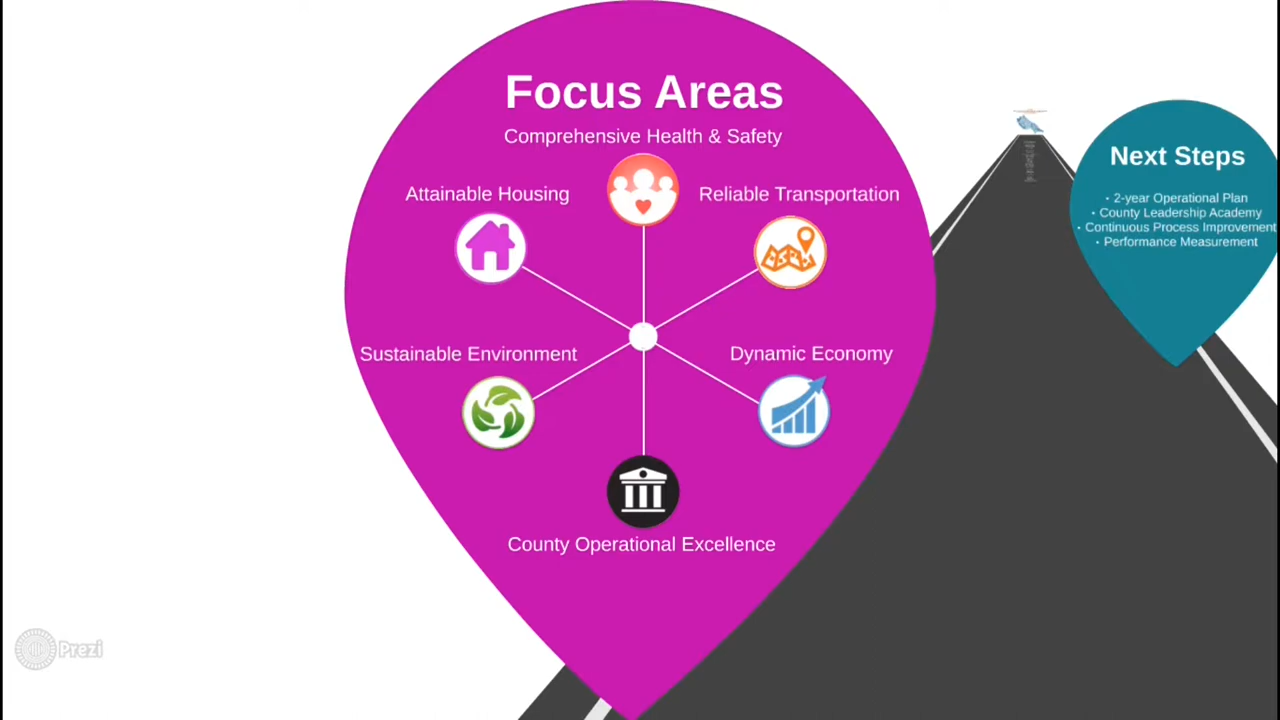 Focus Areas
Comprehensive Health & Safety
Attainable Housing
Reliable Transportation
Sustainable Environment
Dynamic Economy
County Operational Excellence
Next Steps
• 2-year Operational Plan
• County Leadership Academy
• Continuous Process Improvement
• Performance Measurement
Prezi